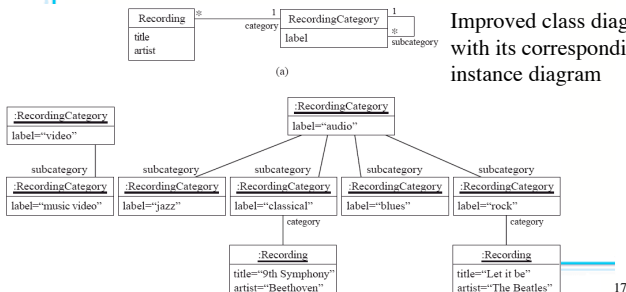 Recording
title
artist
*
1
category
RecordingCategory
label
1
*
subcategory
(a)
Improved class diag
with its correspondi
instance diagram
:RecordingCategory
label="video"
:RecordingCategory
label="audio"
subcategory
subcategory
subcategory
subcategory
subcategory
:RecordingCategory
label="music video"
:RecordingCategory
label="jazz"
:RecordingCategory
label="classical"
:RecordingCategory
label="blues"
:RecordingCategory
label="rock"
category
category
:Recording
title="9th Symphony"
artist="Beethoven"
:Recording
title="Let it be"
artist="The Beatles"
17